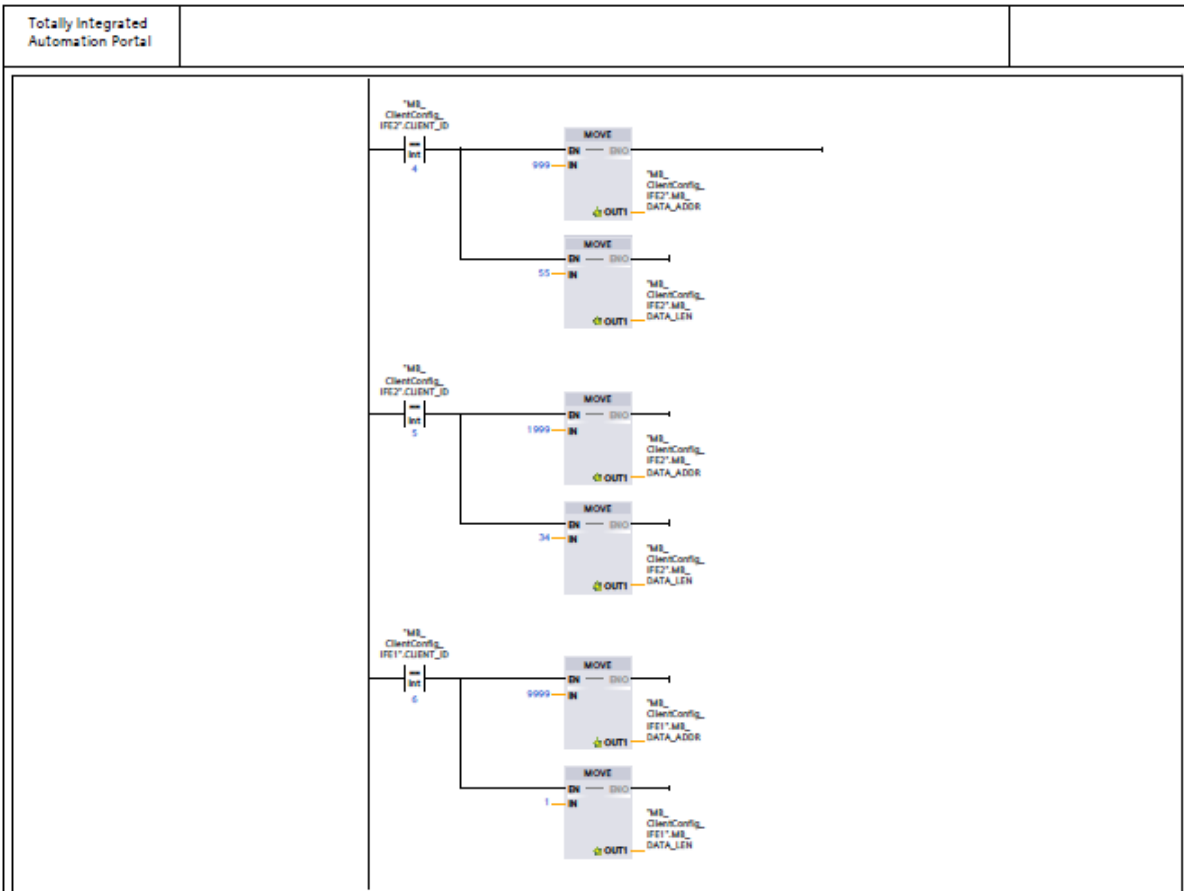 Totally Integrated
Automation Portal
"MB_
ClientConfig_
IFE2".CLIENT_ID
==
Int
4
MOVE
EN ENO
999 IN
OUT1
"MB_
ClientConfig_
IFE2".MB_
DATA_ADDR
MOVE
EN ENO
55 IN
OUT1
"MB_
ClientConfig_
IFE2".MB_
DATA_LEN
"MB_
ClientConfig_
IFE2".CLIENT_ID
==
Int
5
MOVE
EN ENO
1999 IN
OUT1
"MB_
ClientConfig_
IFE2".MB_
DATA_ADDR
MOVE
EN ENO
34 IN
OUT1
"MB_
ClientConfig_
IFE2".MB_
DATA_LEN
"MB_
ClientConfig_
IFE1".CLIENT_ID
==
Int
6
MOVE
EN ENO
9999 IN
OUT1
"MB_
ClientConfig_
IFE1".MB_
DATA_ADDR
MOVE
EN ENO
1 IN
OUT1
"MB_
ClientConfig_
IFE1".MB_
DATA_LEN